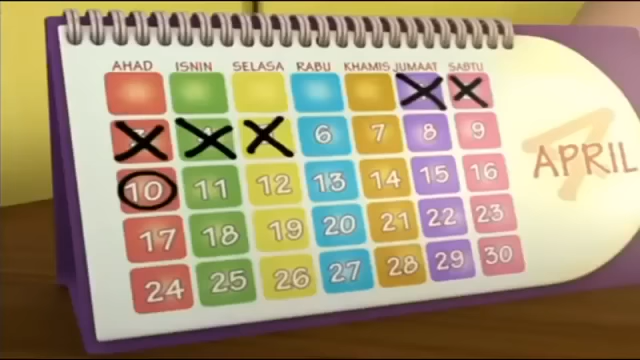 AHAD ISNIN SELASA RABU KHAMIS JUMAAT SABTU
6 7 8 9
10 11 12 13 14 15 16
17 18 19 20 21 22 23
24 25 26 27 28 29 30
APRIL